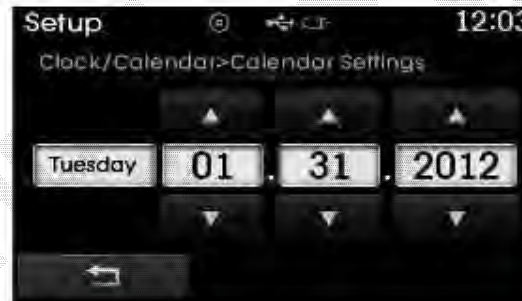 Setup 12:03
Clock/Calendar>Calendar Settings
Tuesday 01 . 31 . 2012